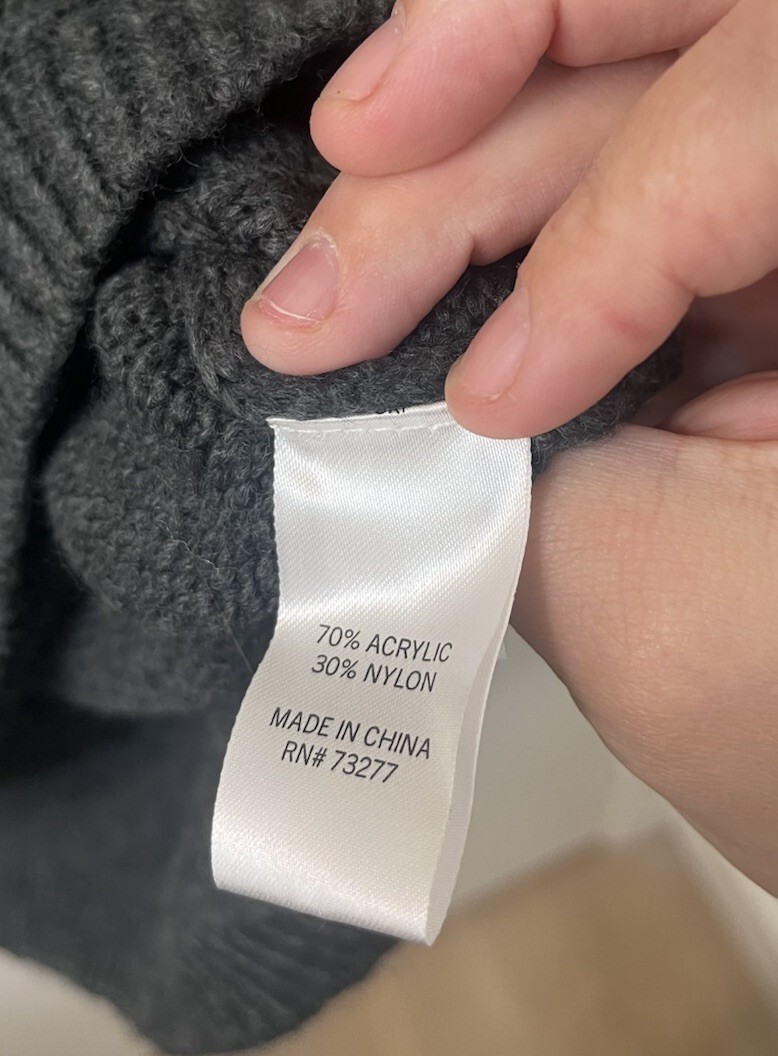 70% ACRYLIC
30% NYLON
MADE IN CHINA
RN# 73277